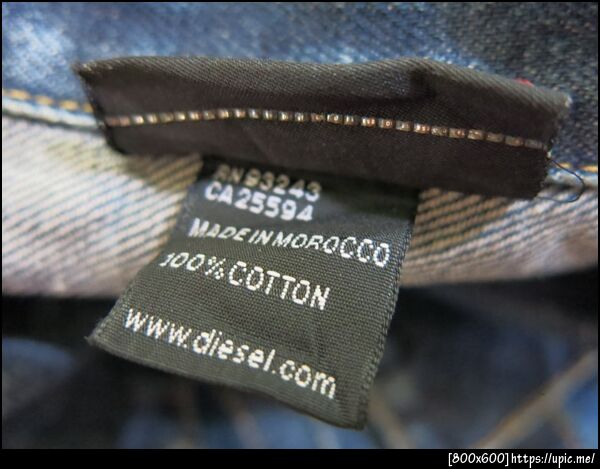 RN 93243
CA 25594
MADE IN MOROCCO
100% COTTON
www.diesel.com
[800x600]https://upic.me/